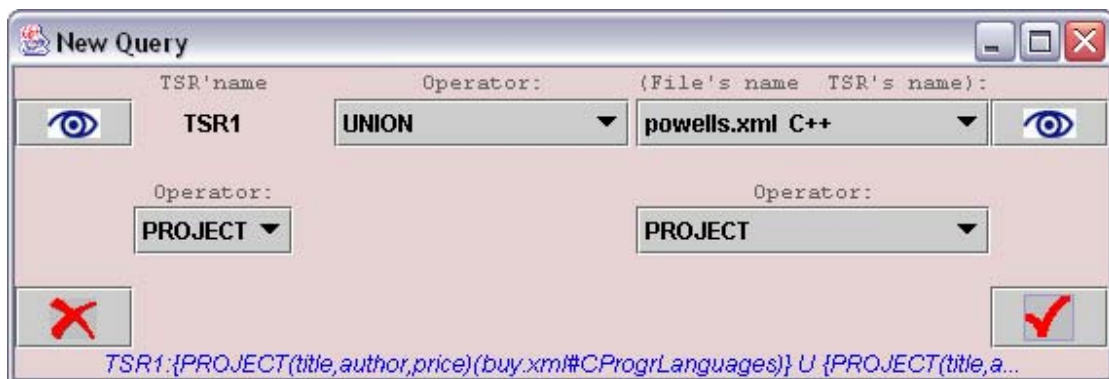 New Query
TSR'name Operator: (File's name TSR's name):
TSR1 UNION powells.xml C++
Operator: Operator:
PROJECT PROJECT
TSR1:{PROJECT(title,author,price)(buy.xml#CProgrLanguages)} U {PROJECT(title,a...